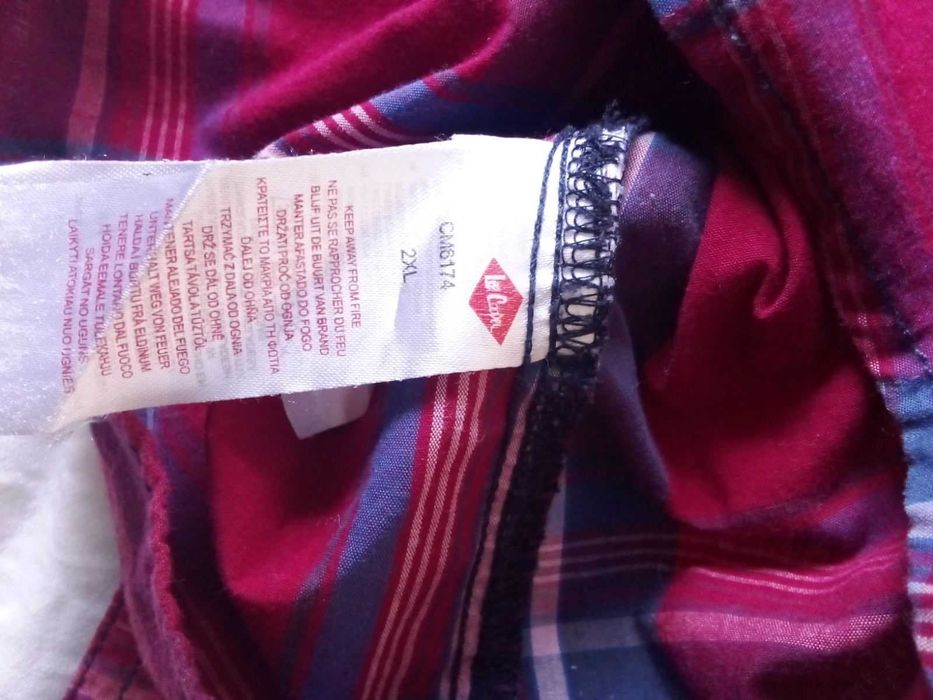 Lee Cooper
CM6174
2XL
KEEP AWAY FROM FIRE
NE PAS SE RAPPROCHER DU FEU
BLIJF UIT DE BUURT VAN BRAND
MANTER AFASTADO DO FOGO
DRŽATI PROČ OD OGNJA
ΚΡΑΤΕΙΣΤΕ ΤΟ ΜΑΚΡΙΑ ΑΠΟ ΤΗ ΦΩΤΙΑ
ĎALEJ OD OHŇA
TRZYMAĆ Z DALA OD OGNIA
DRŽ SE DÁL OD OHNĚ
TARTSA TÁVOL A TŰZTŐL
MANTENER ALEJADO DEL FUEGO
UNTERHALT WEG VON FEUER
HALDA I BURTU FRÁ ELDINUM
TENERE LONTANO DAL FUOCO
HOIDA EEMALE TULEKAHJU
SARGĀT NO UGUNS
LAIKYTI ATOKIAU NUO UGNIES